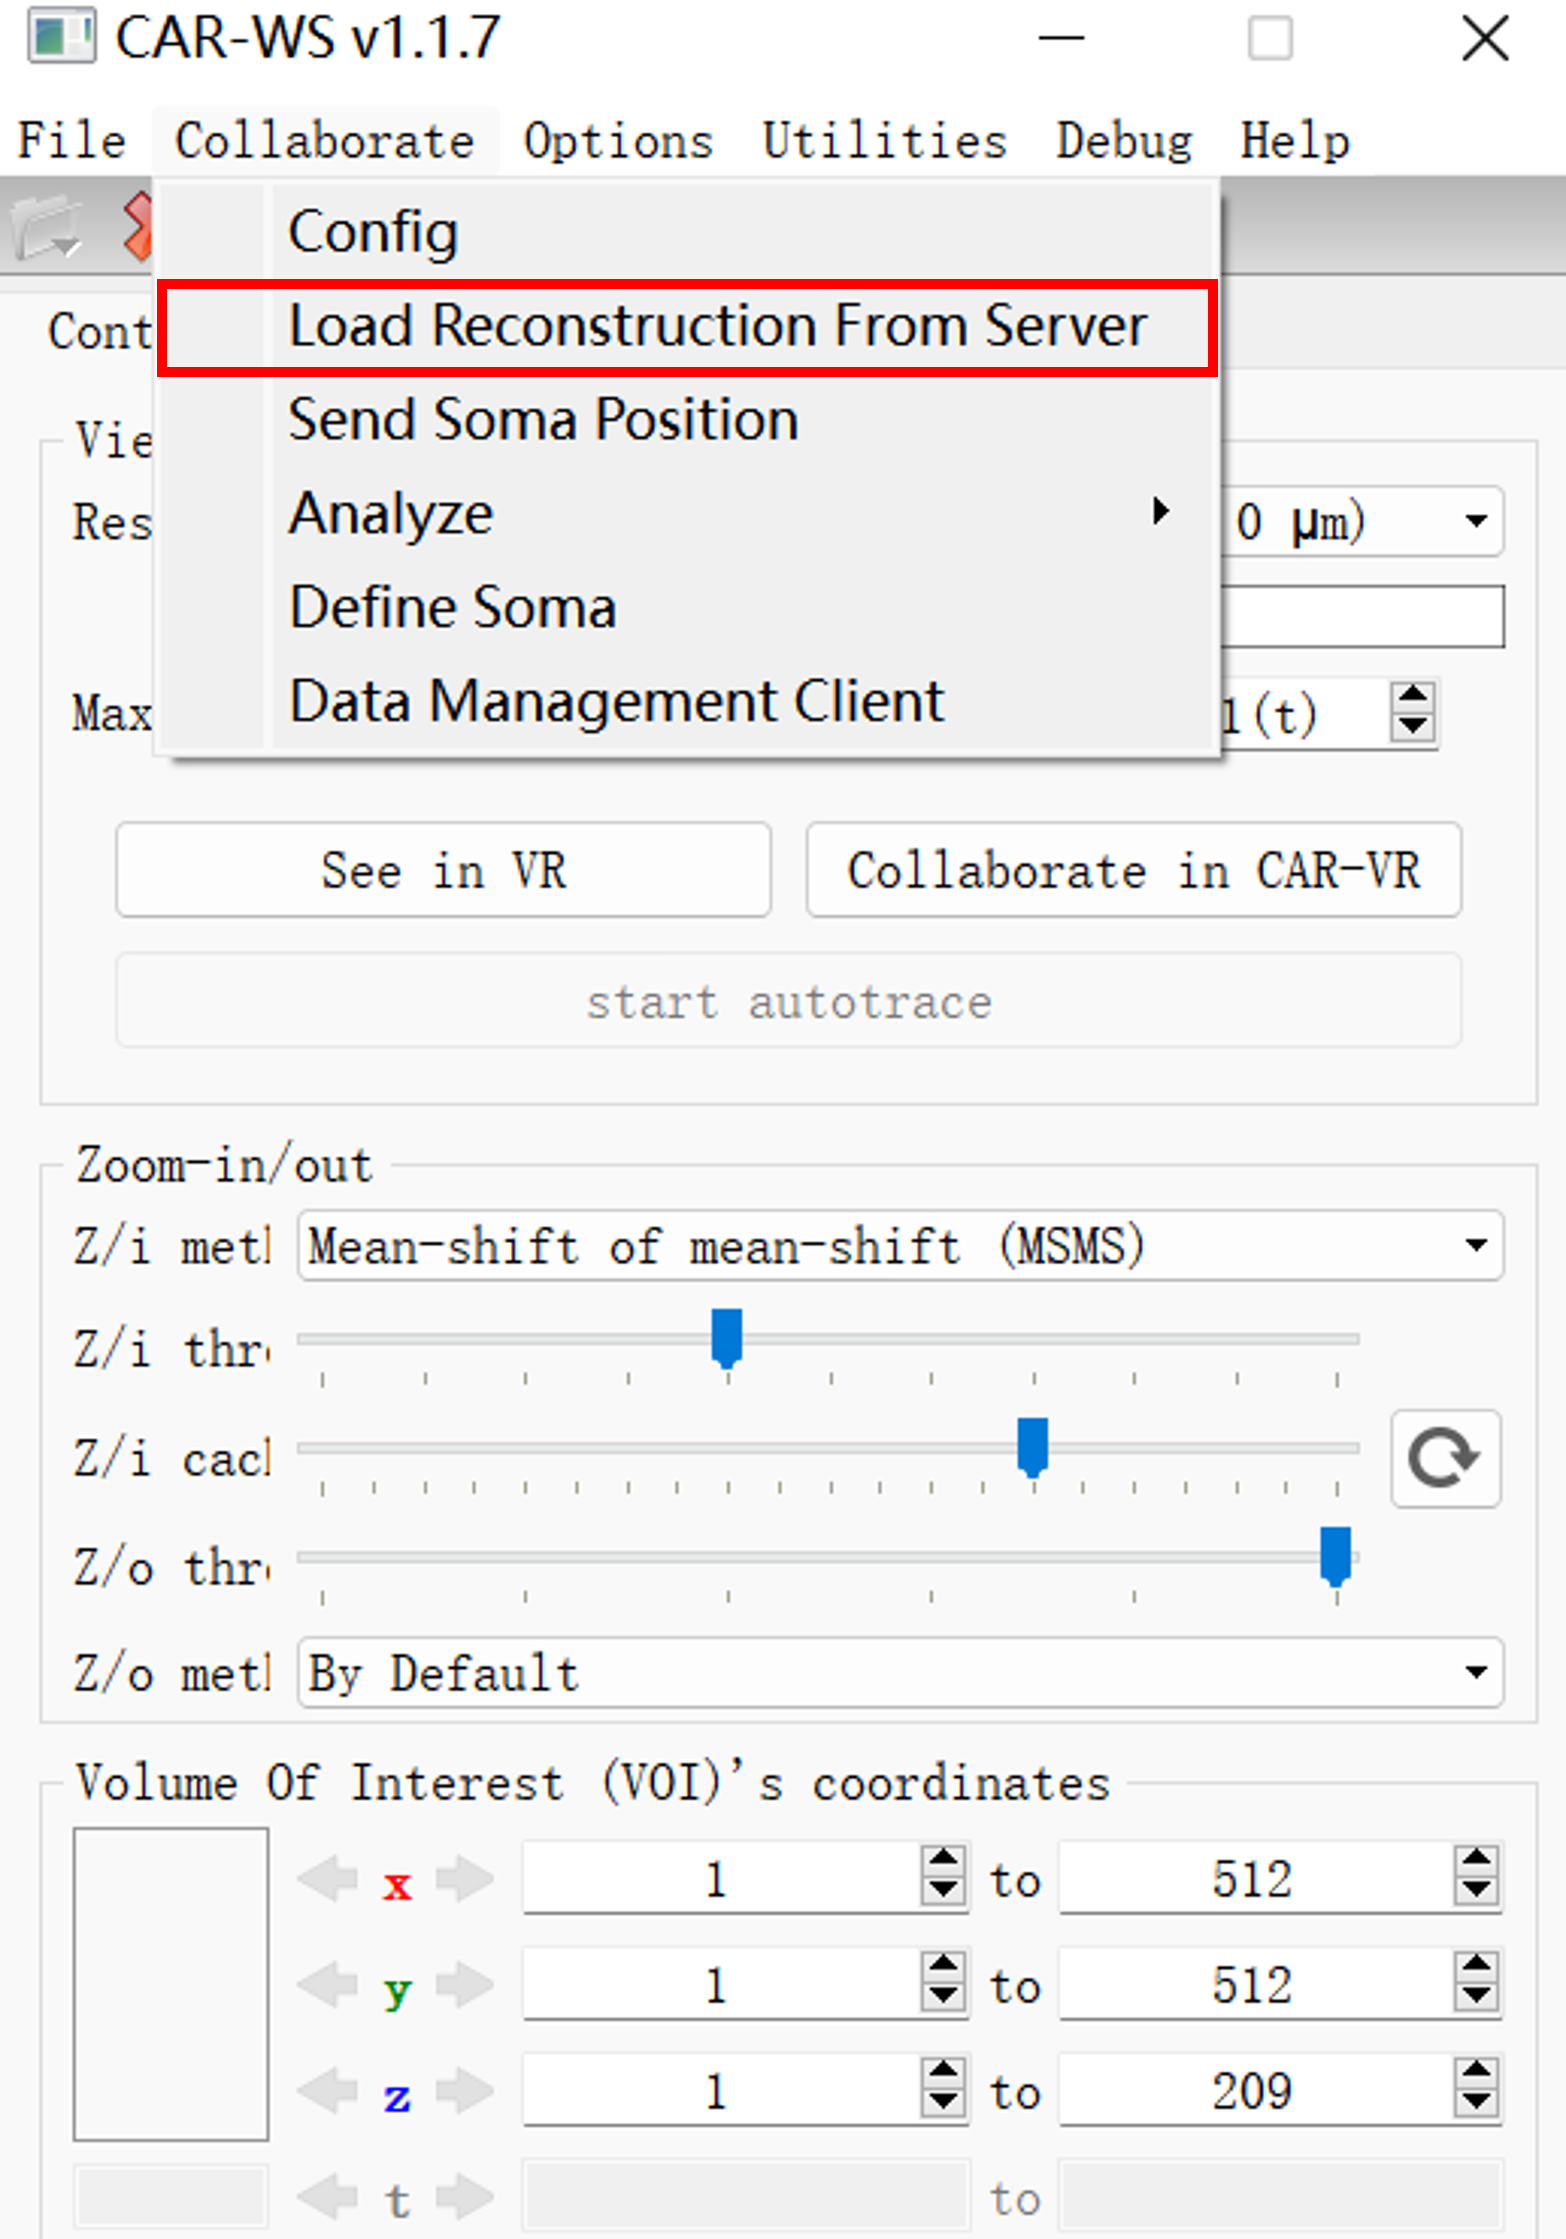 CAR-WS v1.1.7
File Collaborate Options Utilities Debug Help
Config
Cont
Load Reconstruction From Server
Send Soma Position
Vie
Res
Analyze
0 µm)
Define Soma
Max
Data Management Client
1(t)
See in VR
Collaborate in CAR-VR
start autotrace
Zoom-in/out
Z/i meth
Mean-shift of mean-shift (MSMS)
Z/i thr
Z/i cach
Z/o thr
Z/o meth
By Default
Volume Of Interest (VOI)'s coordinates
x 1 to 512
y 1 to 512
z 1 to 209
t to